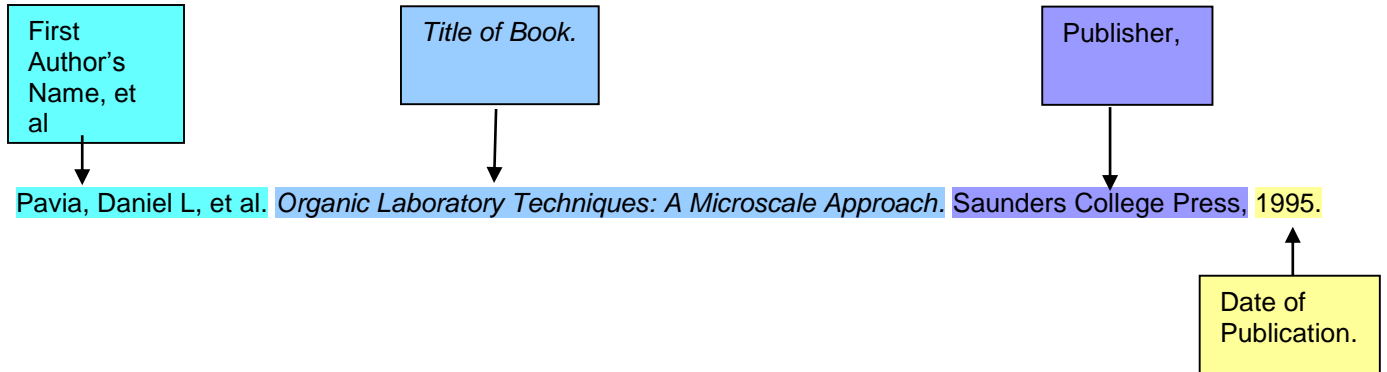 First
Author’s
Name, et
al
Title of Book.
Publisher,
Pavia, Daniel L, et al. Organic Laboratory Techniques: A Microscale Approach. Saunders College Press, 1995.
Date of
Publication.